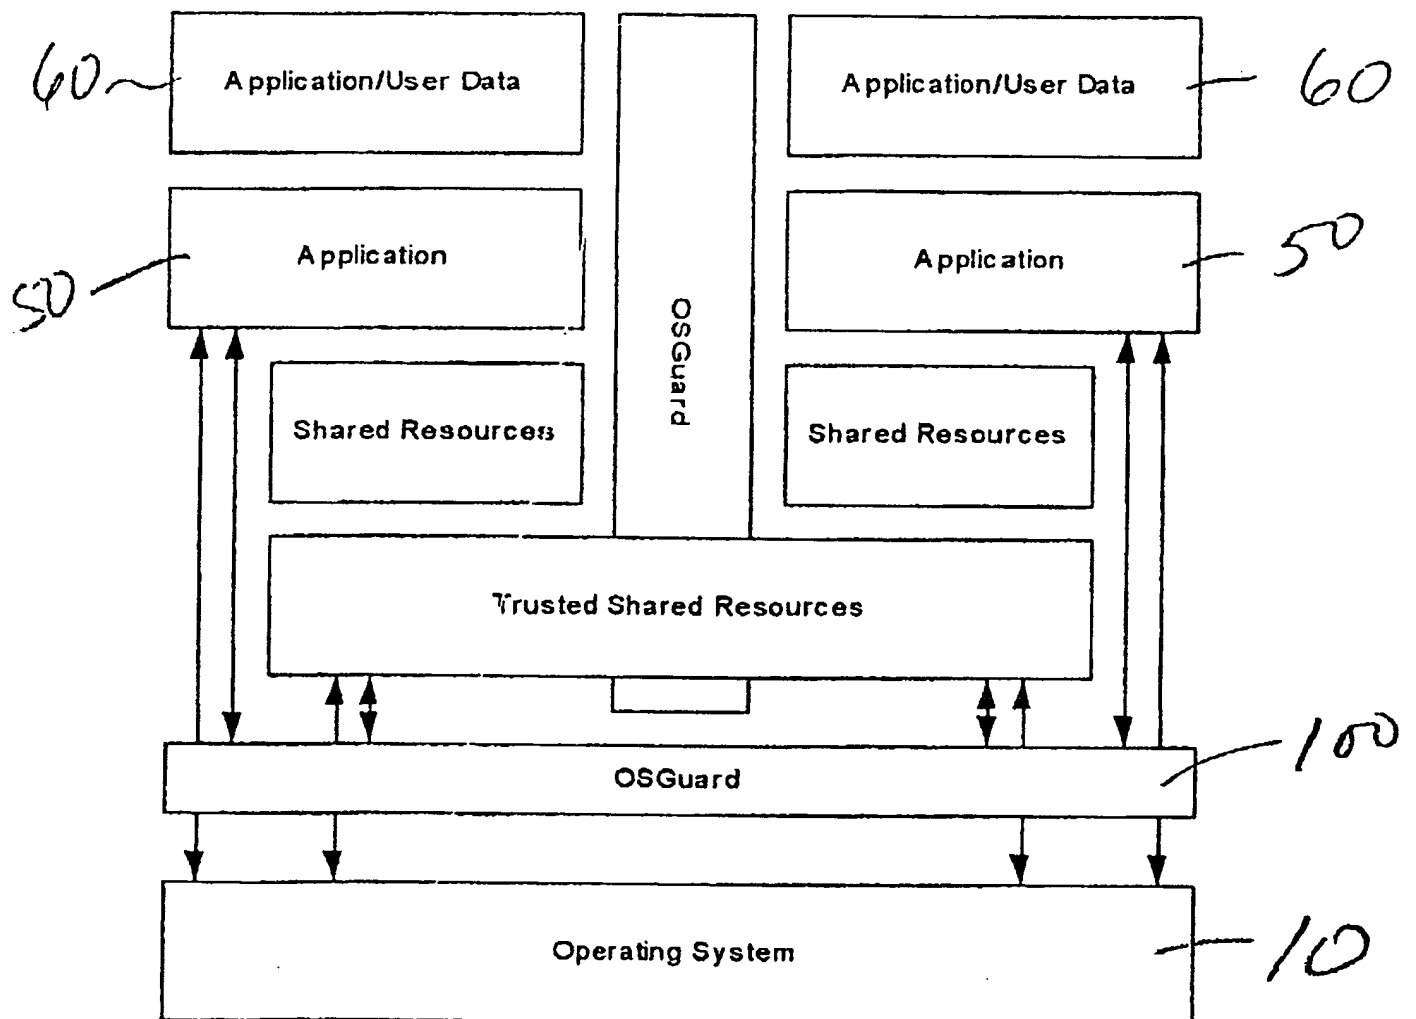 60 Application/User Data Application/User Data 60
50 Application Application 50
OSGuard
Shared Resources Shared Resources
Trusted Shared Resources
OSGuard 100
Operating System 10